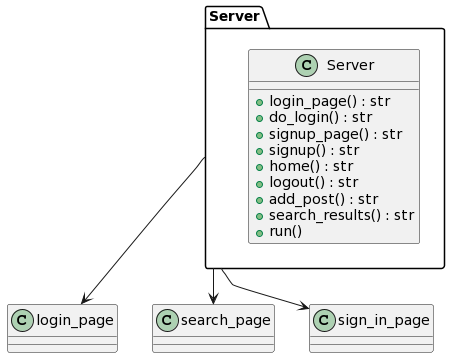 Server
C Server
login_page() : str
do_login() : str
signup_page() : str
signup() : str
home() : str
logout() : str
add_post() : str
search_results() : str
run()
C login_page
C search_page
C sign_in_page